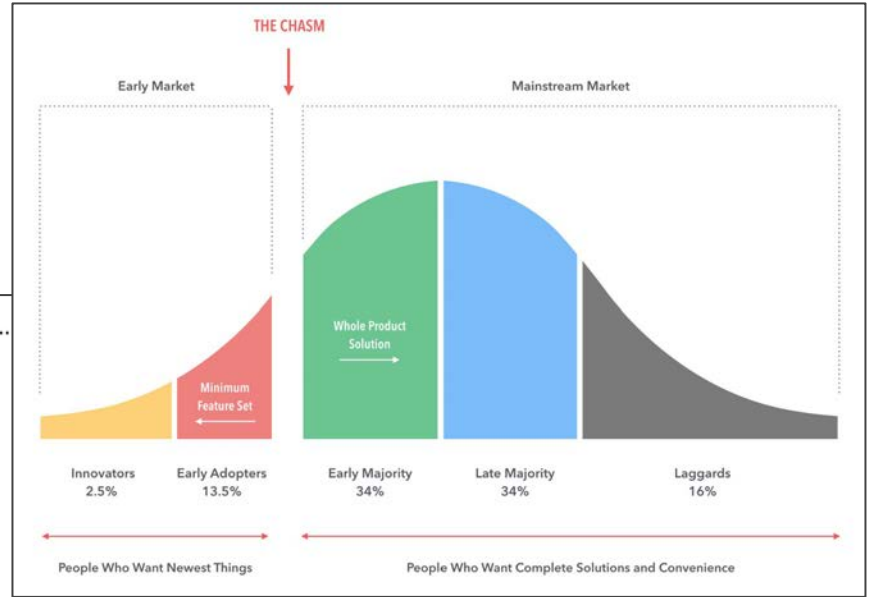 THE CHASM
Early Market
Mainstream Market
..
Whole Product
Solution
Minimum
Feature Set
Innovators
2.5%
Early Adopters
13.5%
Early Majority
34%
Late Majority
34%
Laggards
16%
People Who Want Newest Things
People Who Want Complete Solutions and Convenience